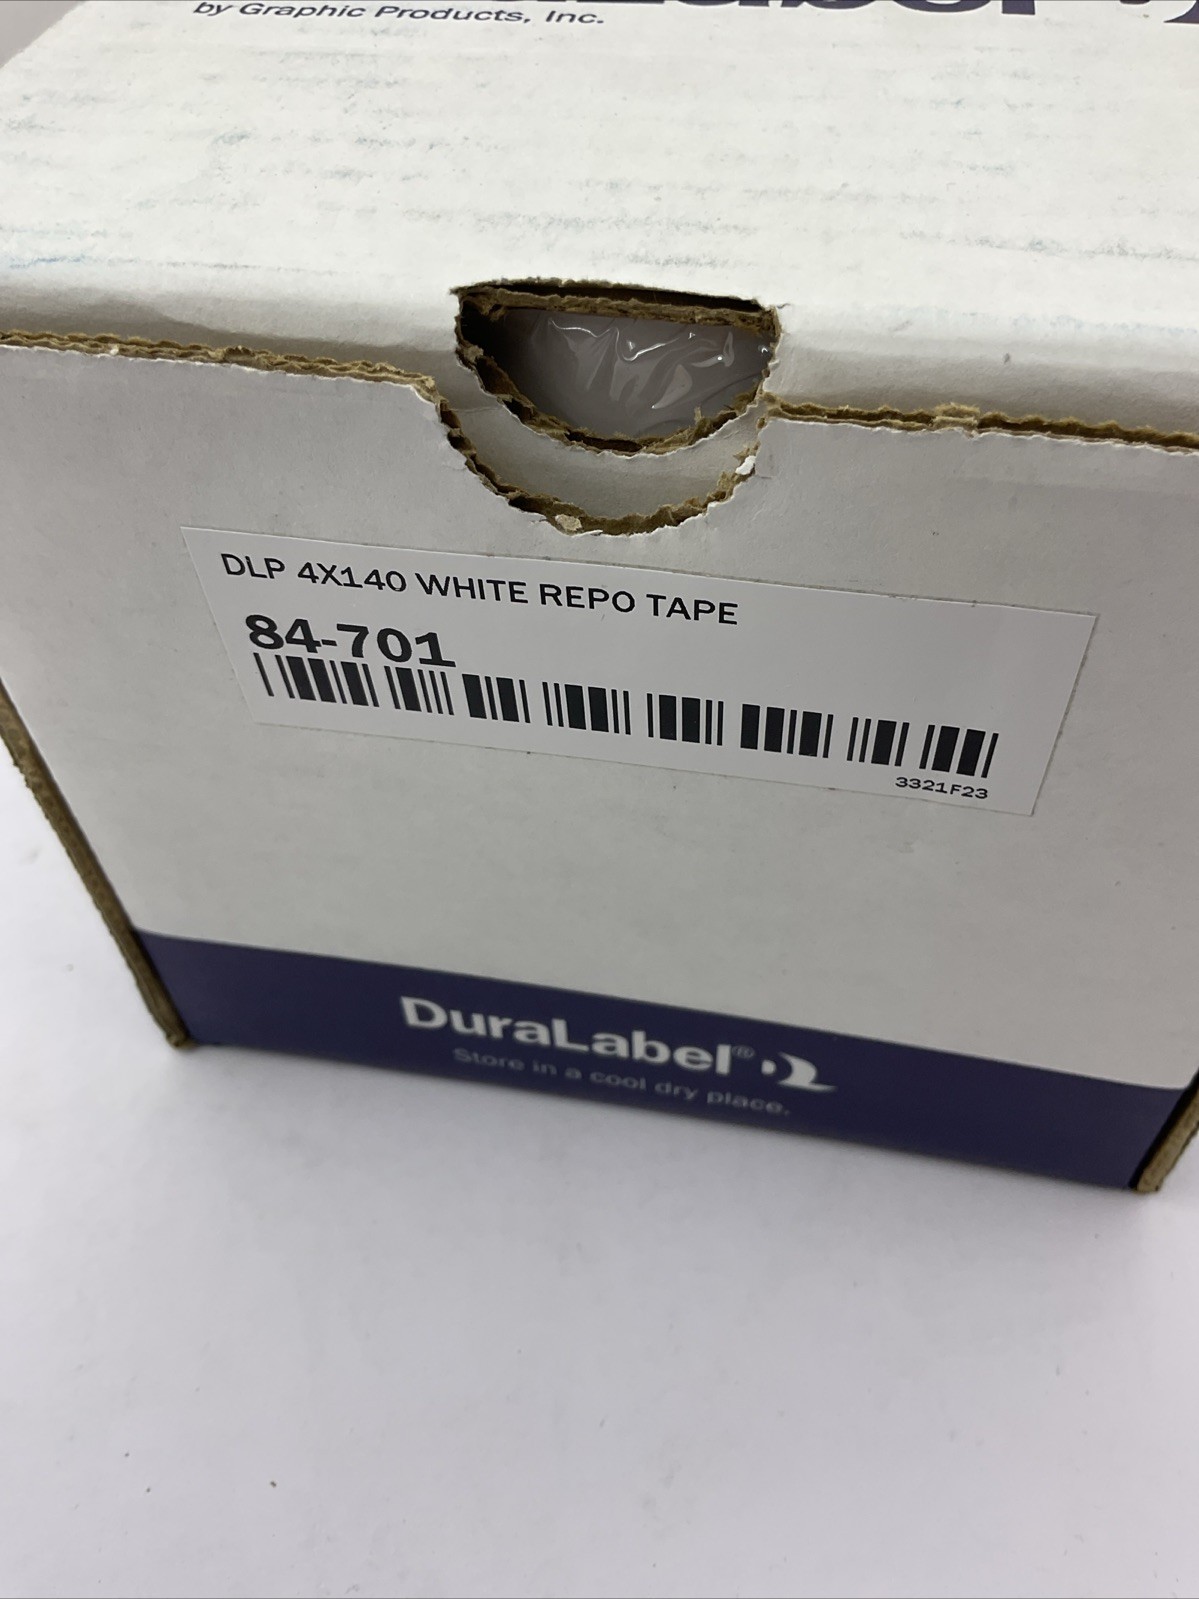 by Graphic Products, Inc.
DLP 4X140 WHITE REPO TAPE
84-701
3321F23
DuraLabel®
Store in a cool dry place.